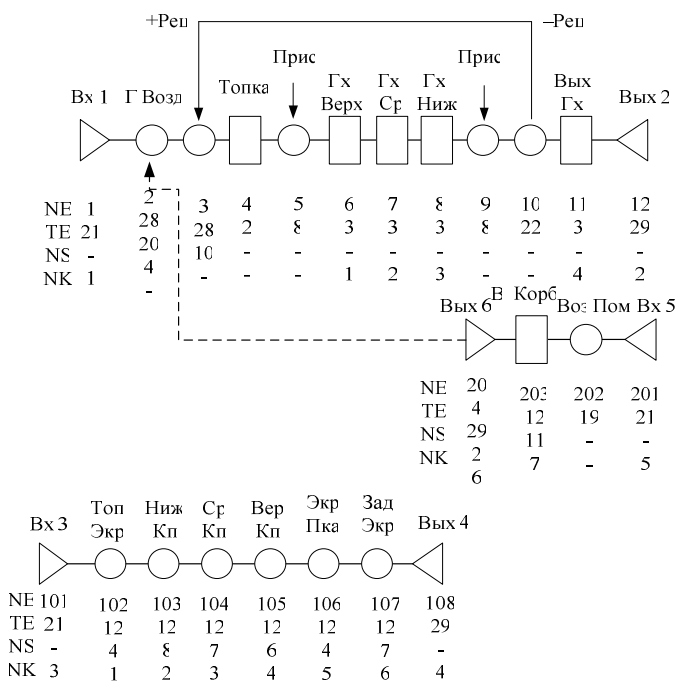 +Рец –Рец
Прис Прис
Гх Гх Гх Вых
Вх 1 Г Возд Топка Верх Ср Ниж Гх Вых 2
NE 1 2 3 4 5 6 7 8 9 10 11 12
TE 21 28 28 2 8 3 3 3 8 22 3 29
NS - 20 10 - - - - - - - - -
NK 1 4 - - - 1 2 3 - - 4 2
-
Вых 6 В Корб Воз Пом Вх 5
NE 20 203 202 201
TE 4 12 19 21
NS 29 11 - -
NK 2 7 - 5
6
Топ Ниж Ср Вер Экр Зад
Вх 3 Экр Кп Кп Кп Пка Экр Вых 4
NE 101 102 103 104 105 106 107 108
TE 21 12 12 12 12 12 12 29
NS - 4 8 7 6 4 7 -
NK 3 1 2 3 4 5 6 4